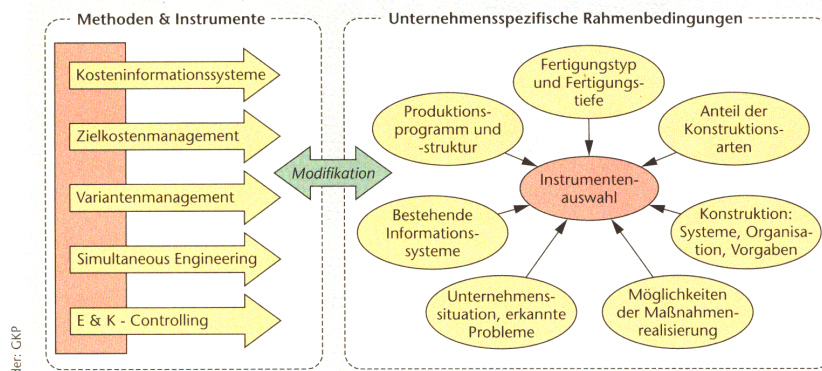 Methoden & Instrumente
Kosteninformationssysteme
Zielkostenmanagement
Variantenmanagement
Simultaneous Engineering
E & K - Controlling
Modifikation
Unternehmensspezifische Rahmenbedingungen
Fertigungstyp
und Fertigungs-
tiefe
Produktions-
programm und
-struktur
Anteil der
Konstruktions-
arten
Instrumenten-
auswahl
Bestehende
Informations-
systeme
Konstruktion:
Systeme, Organisa-
tion, Vorgaben
Unternehmens-
situation, erkannte
Probleme
Möglichkeiten
der Maßnahmen-
realisierung
der: GKP